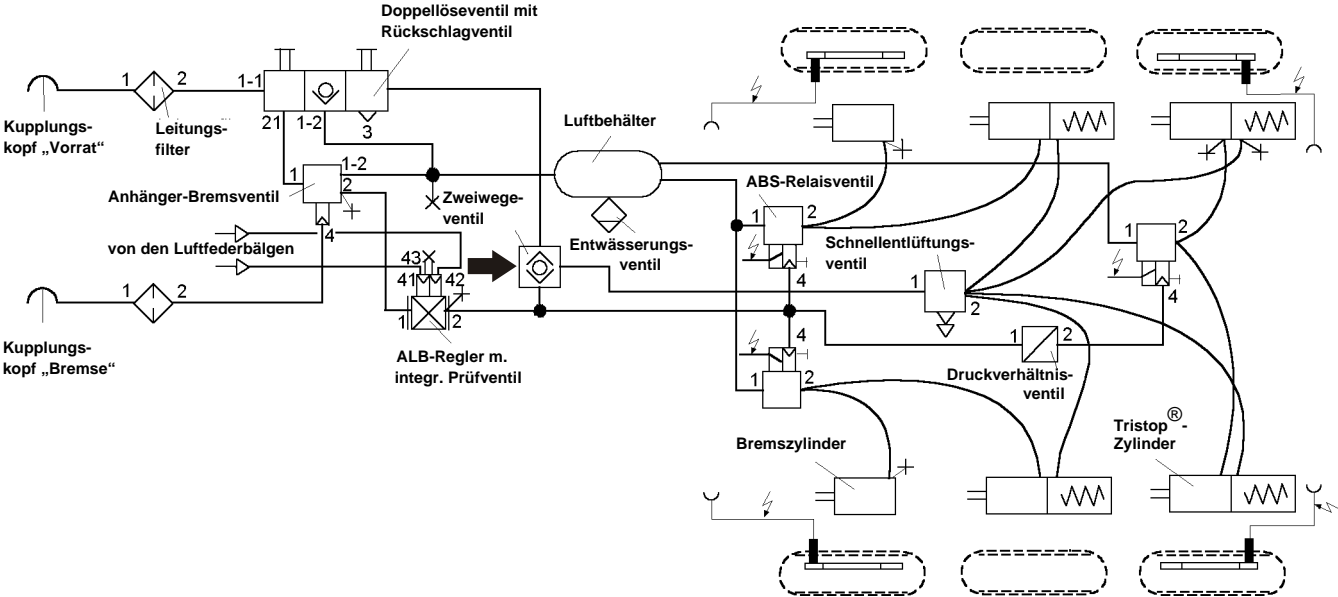 Doppellöseventil mit
Rückschlagventil
1
2
1-1
Kupplungs-
kopf „Vorrat“
Leitungs-
filter
21
1-2
3
Luftbehälter
1
1-2
2
Anhänger-Bremsventil
Zweiwege-
ventil
4
von den Luftfederbälgen
43
41
42
Entwässerungs-
ventil
ABS-Relaisventil
1
2
4
Schnellentlüftungs-
ventil
1
2
1
2
4
1
2
Kupplungs-
kopf „Bremse“
1
2
ALB-Regler m.
integr. Prüfventil
4
1
2
1
2
Druckverhältnis-
ventil
Bremszylinder
Tristop®-
Zylinder